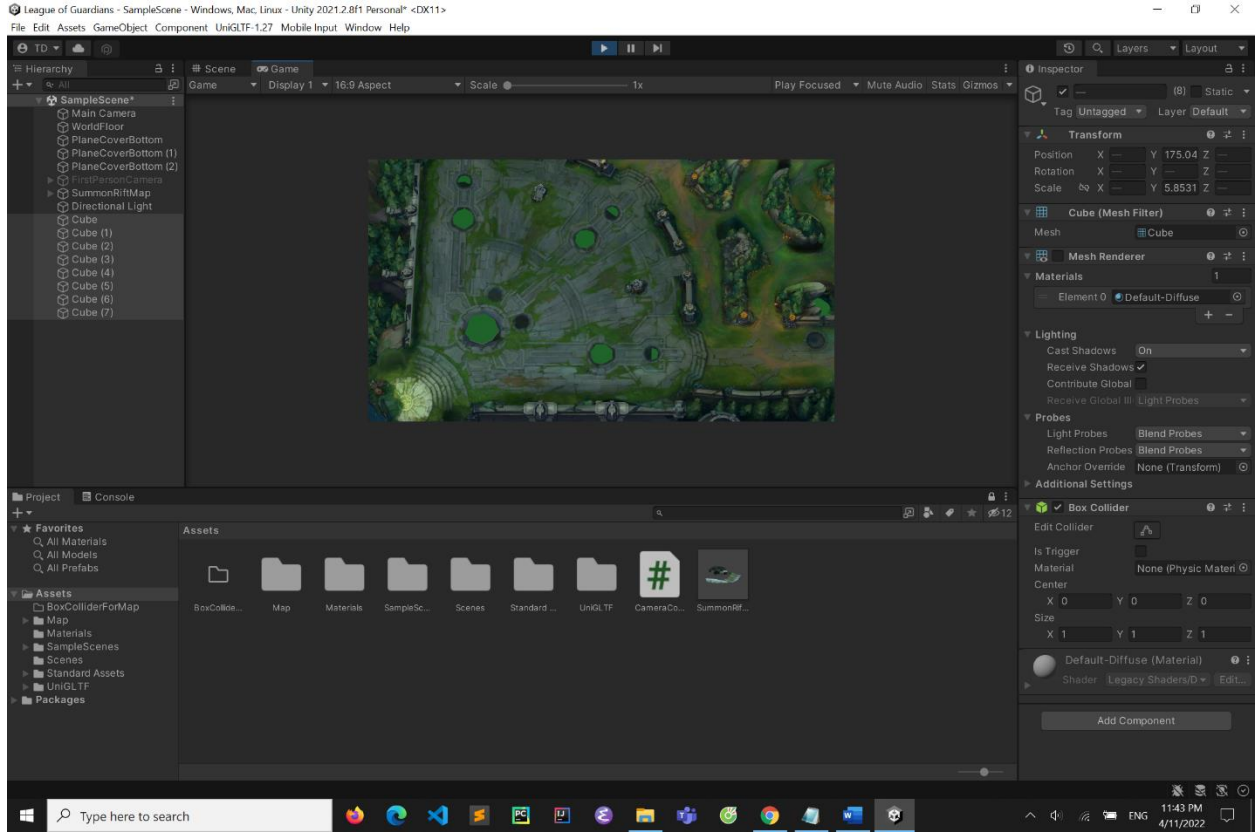 League of Guardians - SampleScene - Windows, Mac, Linux - Unity 2021.2.8f1 Personal* <DX11>
File Edit Assets GameObject Component UniGLTF-1.27 Mobile Input Window Help
TD Layers Layout
Hierarchy
All
SampleScene*
Main Camera
WorldFloor
PlaneCoverBottom
PlaneCoverBottom (1)
PlaneCoverBottom (2)
FirstPersonCamera
SummonRiftMap
Directional Light
Cube
Cube (1)
Cube (2)
Cube (3)
Cube (4)
Cube (5)
Cube (6)
Cube (7)
Scene Game
Game Display 1 16:9 Aspect Scale 1x Play Focused Mute Audio Stats Gizmos
Inspector
— (8) Static
Tag Untagged Layer Default
Transform
Position X — Y 175.04 Z —
Rotation X — Y — Z —
Scale X — Y 5.8531 Z —
Cube (Mesh Filter)
Mesh Cube
Mesh Renderer
Materials 1
Element 0 Default-Diffuse
+ −
Lighting
Cast Shadows On
Receive Shadows
Contribute Global
Receive Global Ill Light Probes
Probes
Light Probes Blend Probes
Reflection Probes Blend Probes
Anchor Override None (Transform)
Additional Settings
Box Collider
Edit Collider
Is Trigger
Material None (Physic Materi
Center
X 0 Y 0 Z 0
Size
X 1 Y 1 Z 1
Default-Diffuse (Material)
Shader Legacy Shaders/D Edit...
Add Component
Project Console
12
Favorites
All Materials
All Models
All Prefabs
Assets
BoxColliderForMap
Map
Materials
SampleScenes
Scenes
Standard Assets
UniGLTF
Packages
Assets
BoxCollide... Map Materials SampleSc... Scenes Standard ... UniGLTF CameraCo... SummonRif...
Type here to search
ENG
11:43 PM
4/11/2022